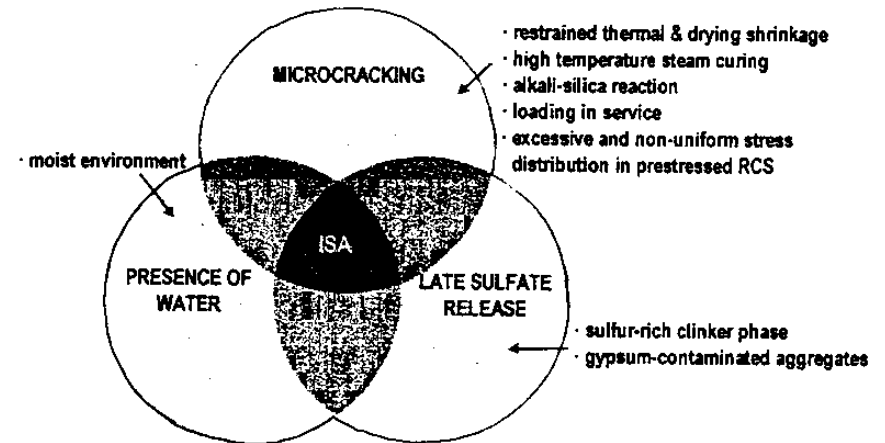 · restrained thermal & drying shrinkage
· high temperature steam curing
· alkali-silica reaction
· loading in service
· excessive and non-uniform stress
distribution in prestressed RCS
MICROCRACKING
· moist environment
ISA
PRESENCE OF
WATER
LATE SULFATE
RELEASE
· sulfur-rich clinker phase
· gypsum-contaminated aggregates